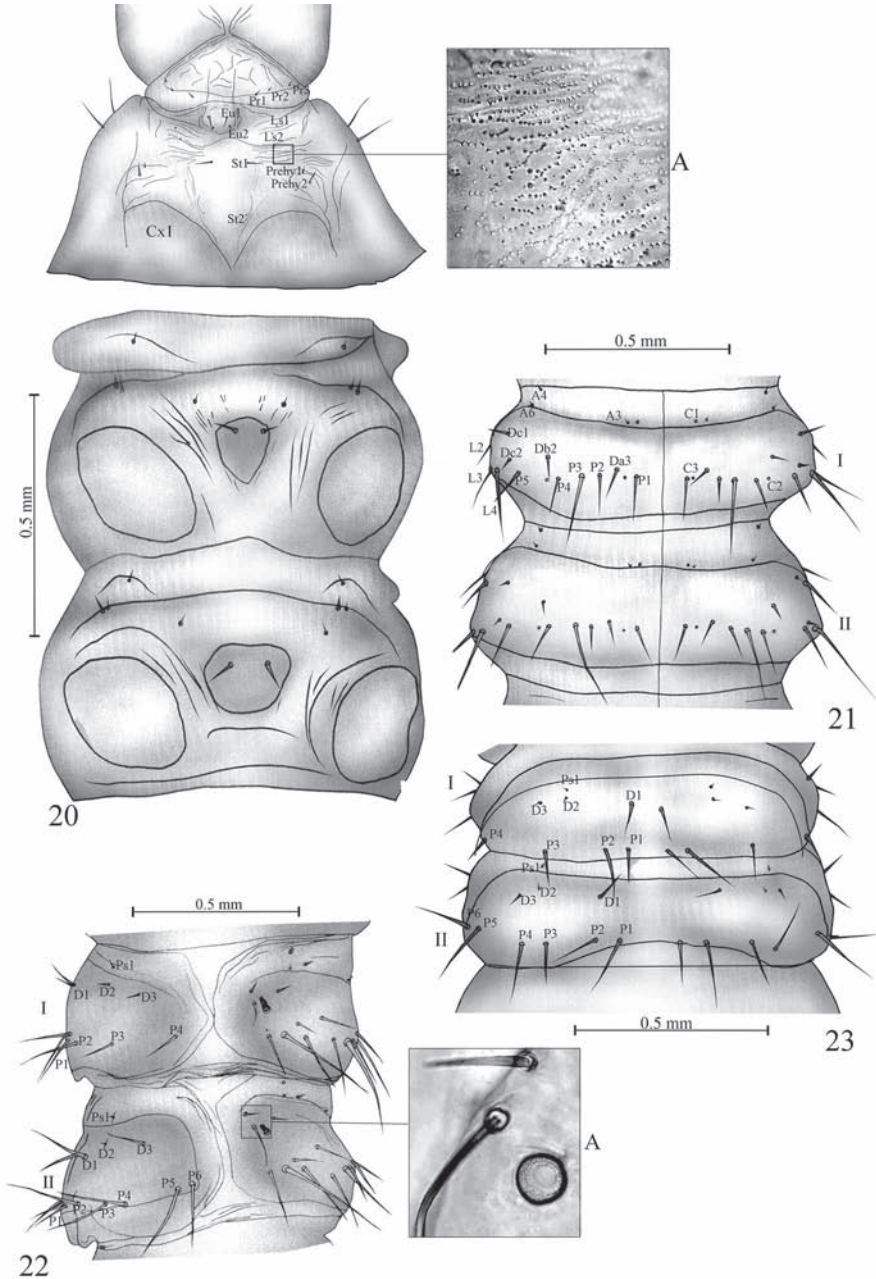 Pr1 Pr2 Pr3
Eu1 Ls1
Eu2 Ls2
St1
Prehy1
Prehy2
St2
Cx1
A
0.5 mm
20
0.5 mm
A4
A6 A3 C1
Dc1
L2 Dc2 Db2 I
L3 P5 P4 P3 P2 Da3 P1 C3 C2
L4
II
21
I Ps1
D3 D2 D1
P4 P3 P2 P1
Ps1
D3 D2 D1
P6
P5
II P4 P3 P2 P1
0.5 mm
23
0.5 mm
Ps1
D1 D2 D3
I
P1 P2 P3 P4
Ps1
D1 D2 D3
II P5 P6
P1 P2 P3 P4
A
22